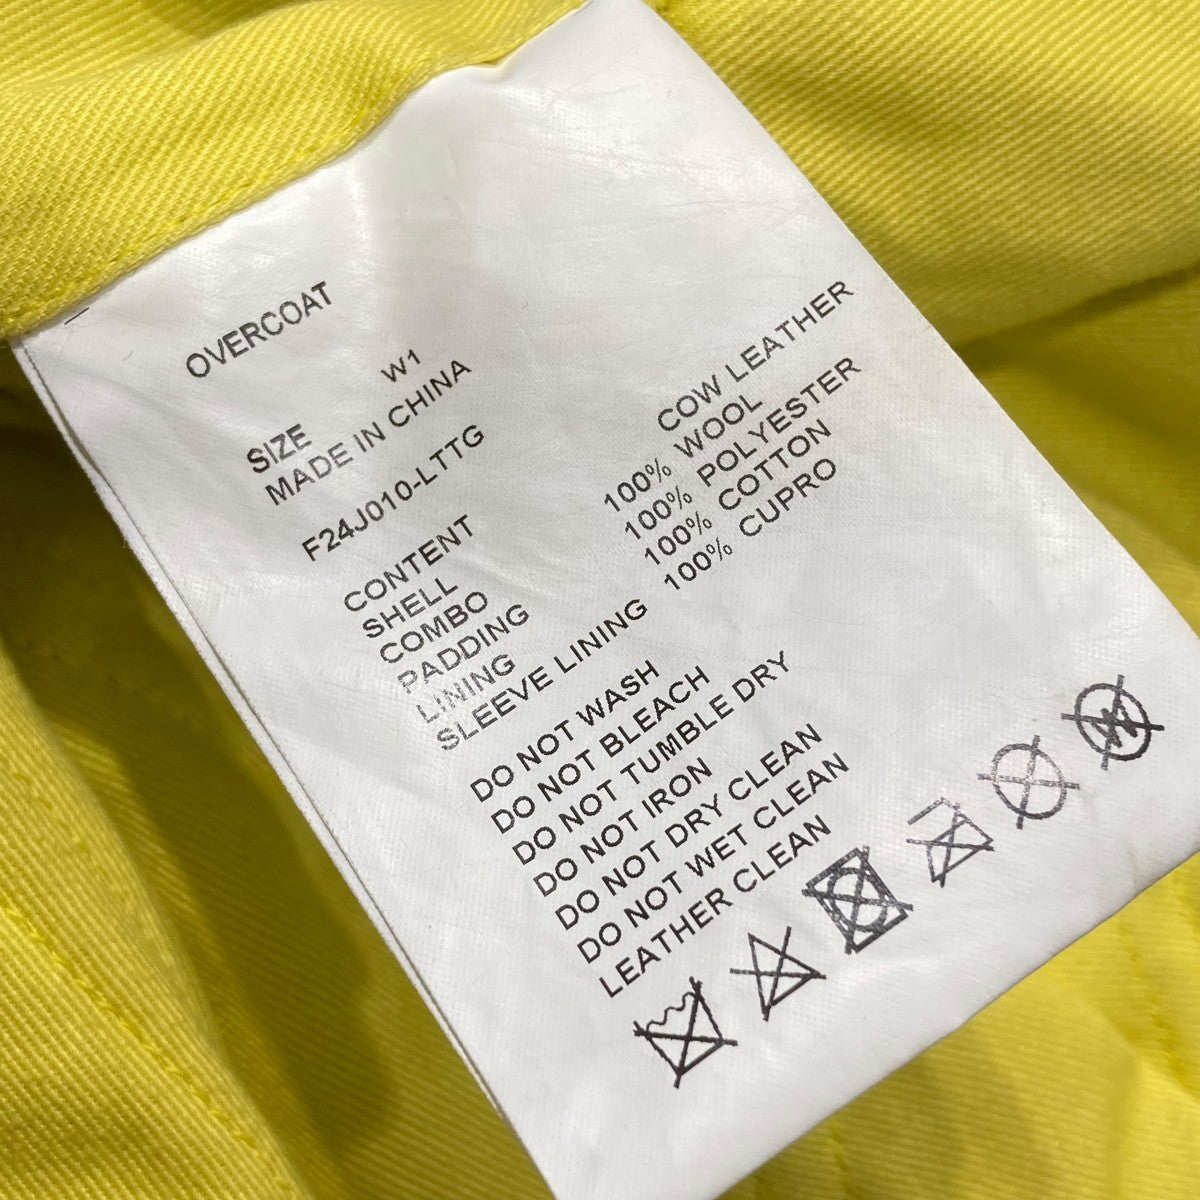 OVERCOAT
SIZE W1
MADE IN CHINA
F24J010-LTTG
CONTENT
SHELL COW LEATHER
COMBO 100% WOOL
PADDING 100% POLYESTER
LINING 100% COTTON
SLEEVE LINING 100% CUPRO
DO NOT WASH
DO NOT BLEACH
DO NOT TUMBLE DRY
DO NOT IRON
DO NOT DRY CLEAN
DO NOT WET CLEAN
LEATHER CLEAN